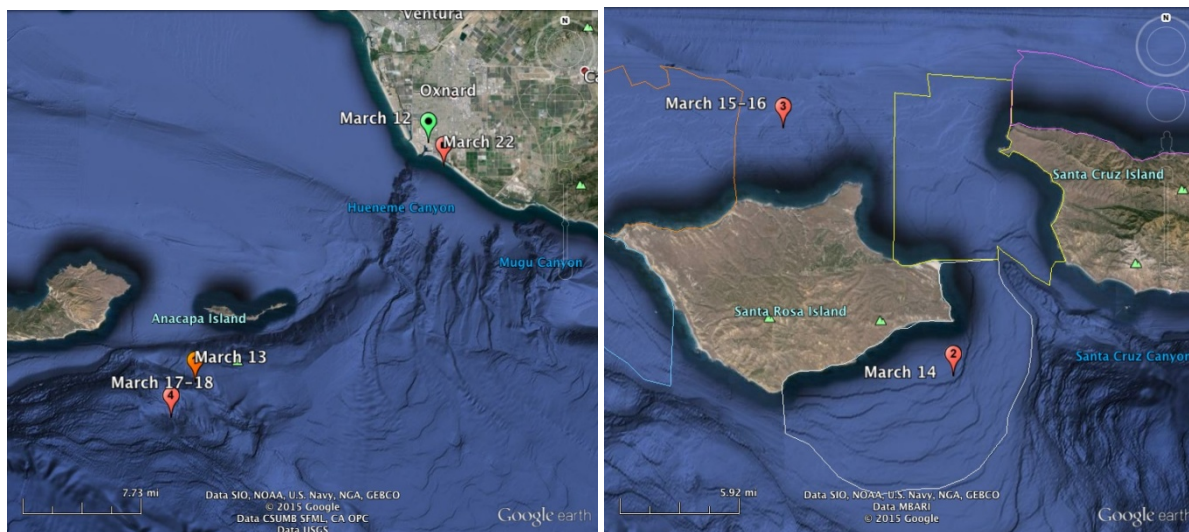 Ventura
N
Ca
Oxnard
March 12
March 22
Hueneme Canyon
Mugu Canyon
Anacapa Island
March 13
March 17-18
4
7.73 mi
Data SIO, NOAA, U.S. Navy, NGA, GEBCO
© 2015 Google
Data CSUMB SFML, CA OPC
Data USGS
Google earth
N
March 15-16
3
Santa Cruz Island
Santa Rosa Island
Santa Cruz Canyon
2
March 14
5.92 mi
Data SIO, NOAA, U.S. Navy, NGA, GEBCO
Data MBARI
© 2015 Google
Google earth